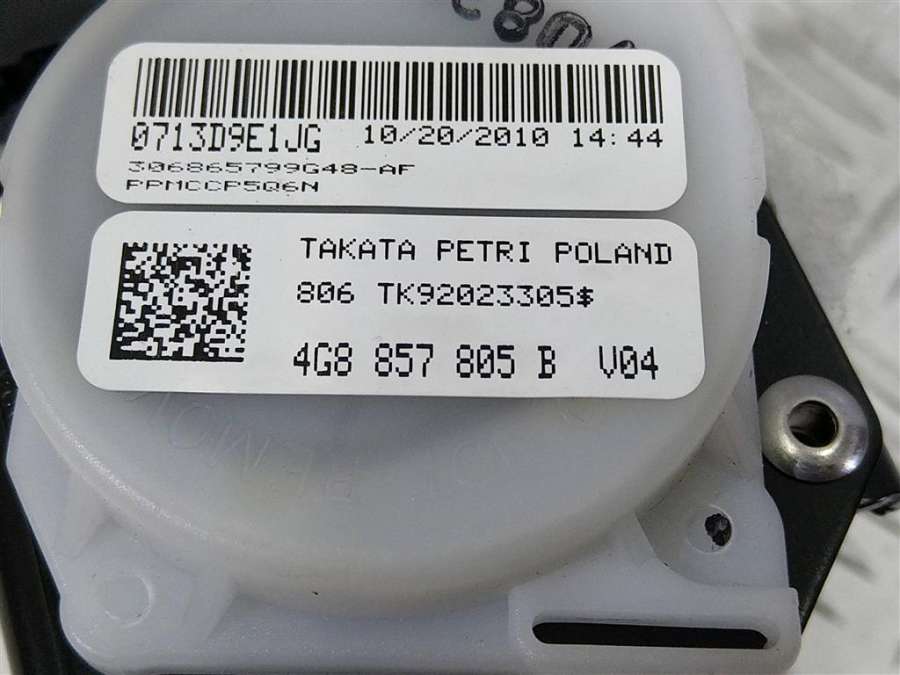 0713D9E1JG 10/20/2010 14:44
306865799G48-AF
PPMCCP5Q6N
TAKATA PETRI POLAND
806 TK92023305$
4G8 857 805 B V04